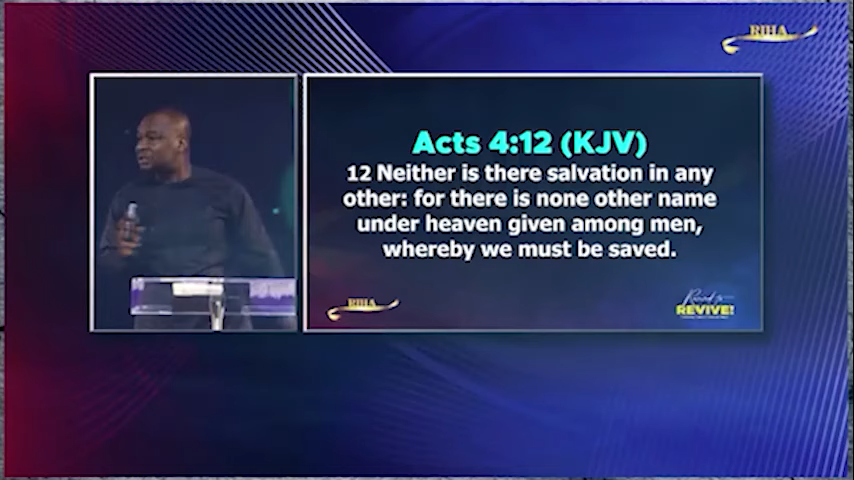 RIHA
Acts 4:12 (KJV)
12 Neither is there salvation in any
other: for there is none other name
under heaven given among men,
whereby we must be saved.
RIHA
REVIVE!